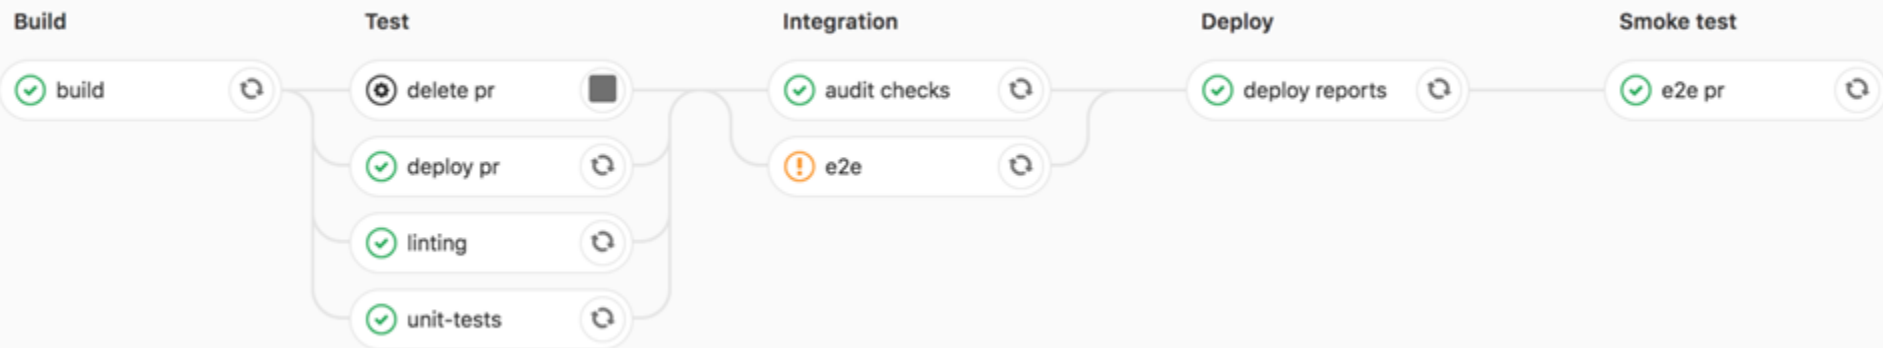 Build
Test
Integration
Deploy
Smoke test
build
delete pr
audit checks
deploy reports
e2e pr
deploy pr
e2e
linting
unit-tests